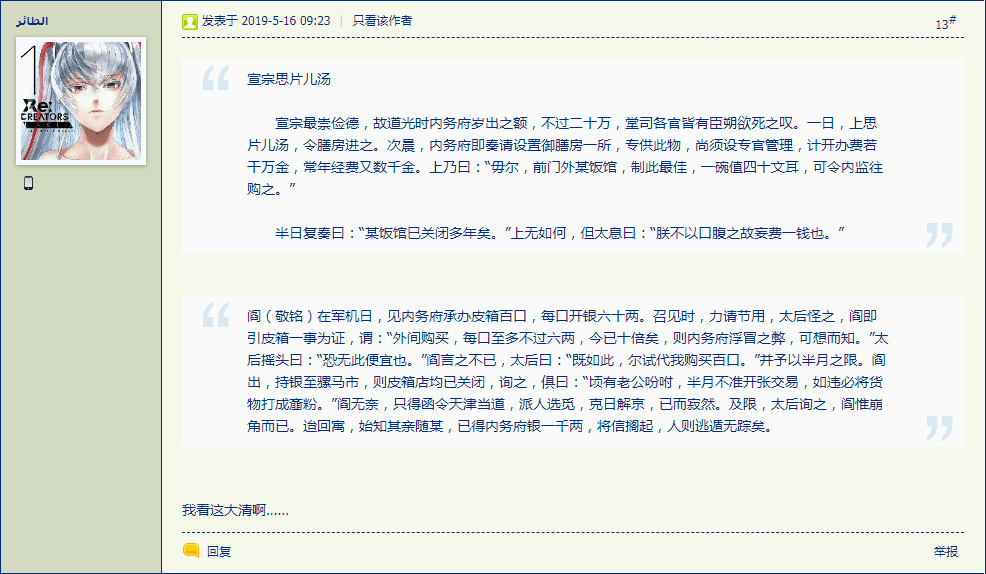 الطائر
发表于 2019-5-16 09:23 | 只看该作者
13#
1
Re:
CREATORS
宣宗思片儿汤
宣宗最崇俭德，故道光时内务府岁出之额，不过二十万，堂司各官皆有臣朔欲死之叹。一日，上思
片儿汤，令膳房进之。次晨，内务府即奏请设置御膳房一所，专供此物，尚须设专官管理，计开办费若
干万金，常年经费又数千金。上乃曰：“毋尔，前门外某饭馆，制此最佳，一碗值四十文耳，可令内监往
购之。”
半日复奏曰：“某饭馆已关闭多年矣。”上无如何，但太息曰：“朕不以口腹之故妄费一钱也。”
阎（敬铭）在军机日，见内务府承办皮箱百口，每口开银六十两。召见时，力请节用，太后怪之，阎即
引皮箱一事为证，谓：“外间购买，每口至多不过六两，今已十倍矣，则内务府浮冒之弊，可想而知。”太
后摇头曰：“恐无此便宜也。”阎言之不已，太后曰：“既如此，尔试代我购买百口。”并予以半月之限。阎
出，持银至骡马市，则皮箱店均已关闭，询之，俱曰：“顷有老公吩咐，半月不准开张交易，如违必将货
物打成齑粉。”阎无奈，只得函令天津当道，派人选觅，克日解京，已而寂然。及限，太后询之，阎惟崩
角而已。迨回寓，始知其亲随某，已得内务府银一千两，将信搁起，人则逃遁无踪矣。
我看这大清啊......
回复
举报